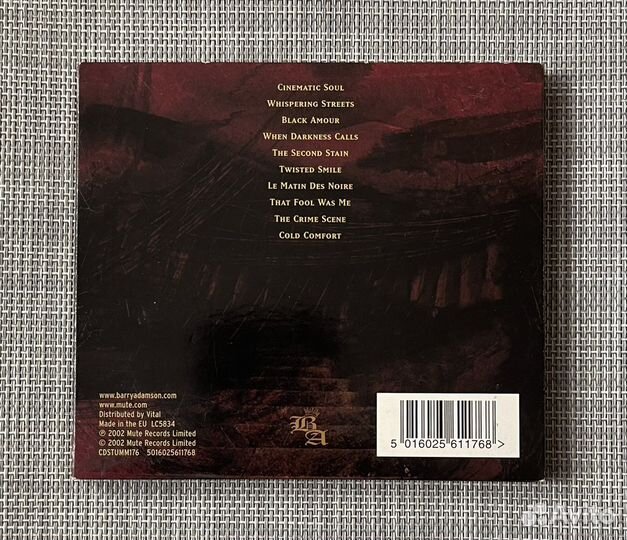 Cinematic Soul
Whispering Streets
Black Amour
When Darkness Calls
The Second Stain
Twisted Smile
Le Matin Des Noire
That Fool Was Me
The Crime Scene
Cold Comfort
www.barryadamson.com
www.mute.com
Distributed by Vital
Made in the EU LC5834
℗ 2002 Mute Records Limited
© 2002 Mute Records Limited
CDSTUMM176 5016025611768
BA
5 016025 611768 >
Avito